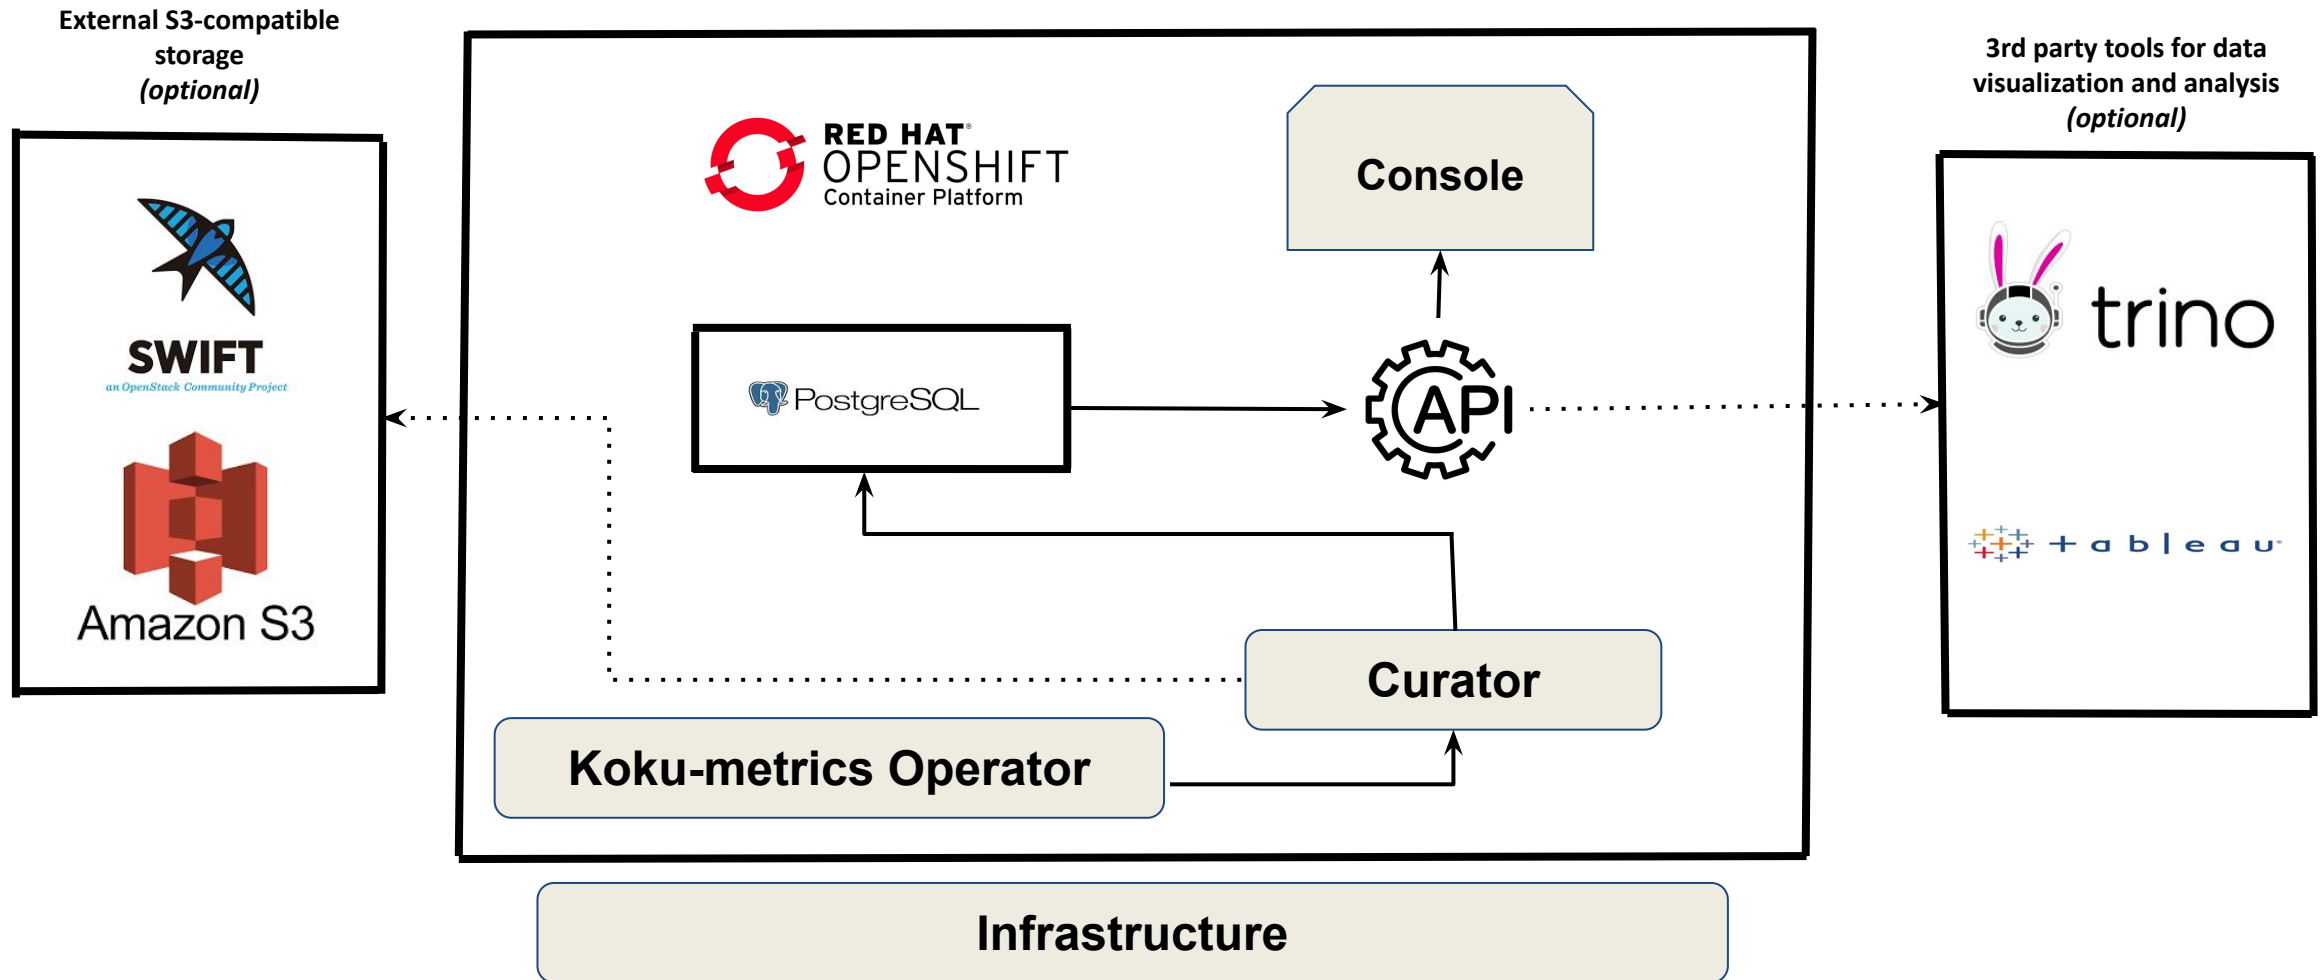 External S3-compatible
storage
(optional)
SWIFT
an OpenStack Community Project
Amazon S3
RED HAT®
OPENSHIFT
Container Platform
Console
PostgreSQL
API
Curator
Koku-metrics Operator
Infrastructure
3rd party tools for data
visualization and analysis
(optional)
trino
tableau